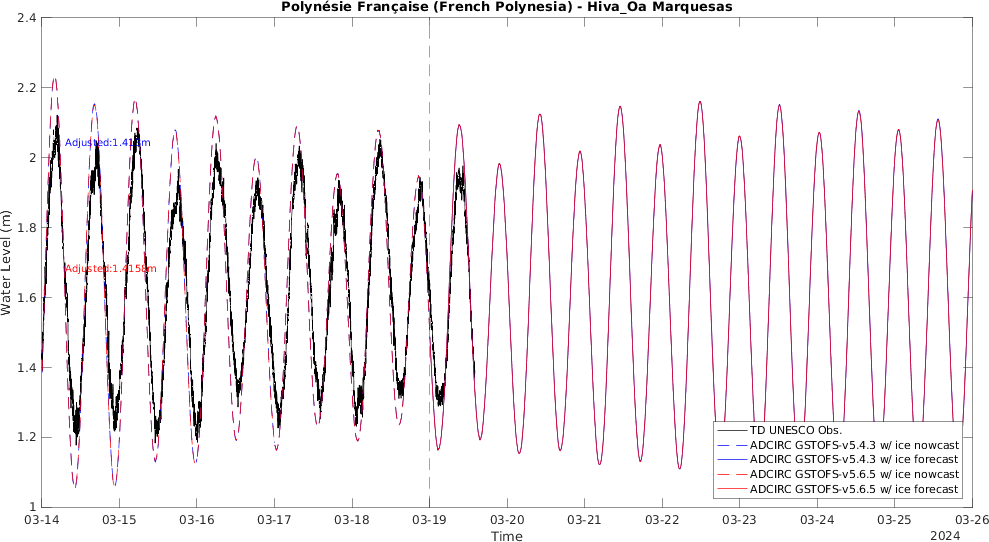 Polynésie Française (French Polynesia) - Hiva_Oa Marquesas
2.4
2.2
2
1.8
1.6
1.4
1.2
1
Water Level (m)
Adjusted:1.4158m
TD UNESCO Obs.
ADCIRC GSTOFS-v5.4.3 w/ ice nowcast
ADCIRC GSTOFS-v5.4.3 w/ ice forecast
ADCIRC GSTOFS-v5.6.5 w/ ice nowcast
ADCIRC GSTOFS-v5.6.5 w/ ice forecast
03-14
03-15
03-16
03-17
03-18
03-19
03-20
03-21
03-22
03-23
03-24
03-25
03-26
Time
2024